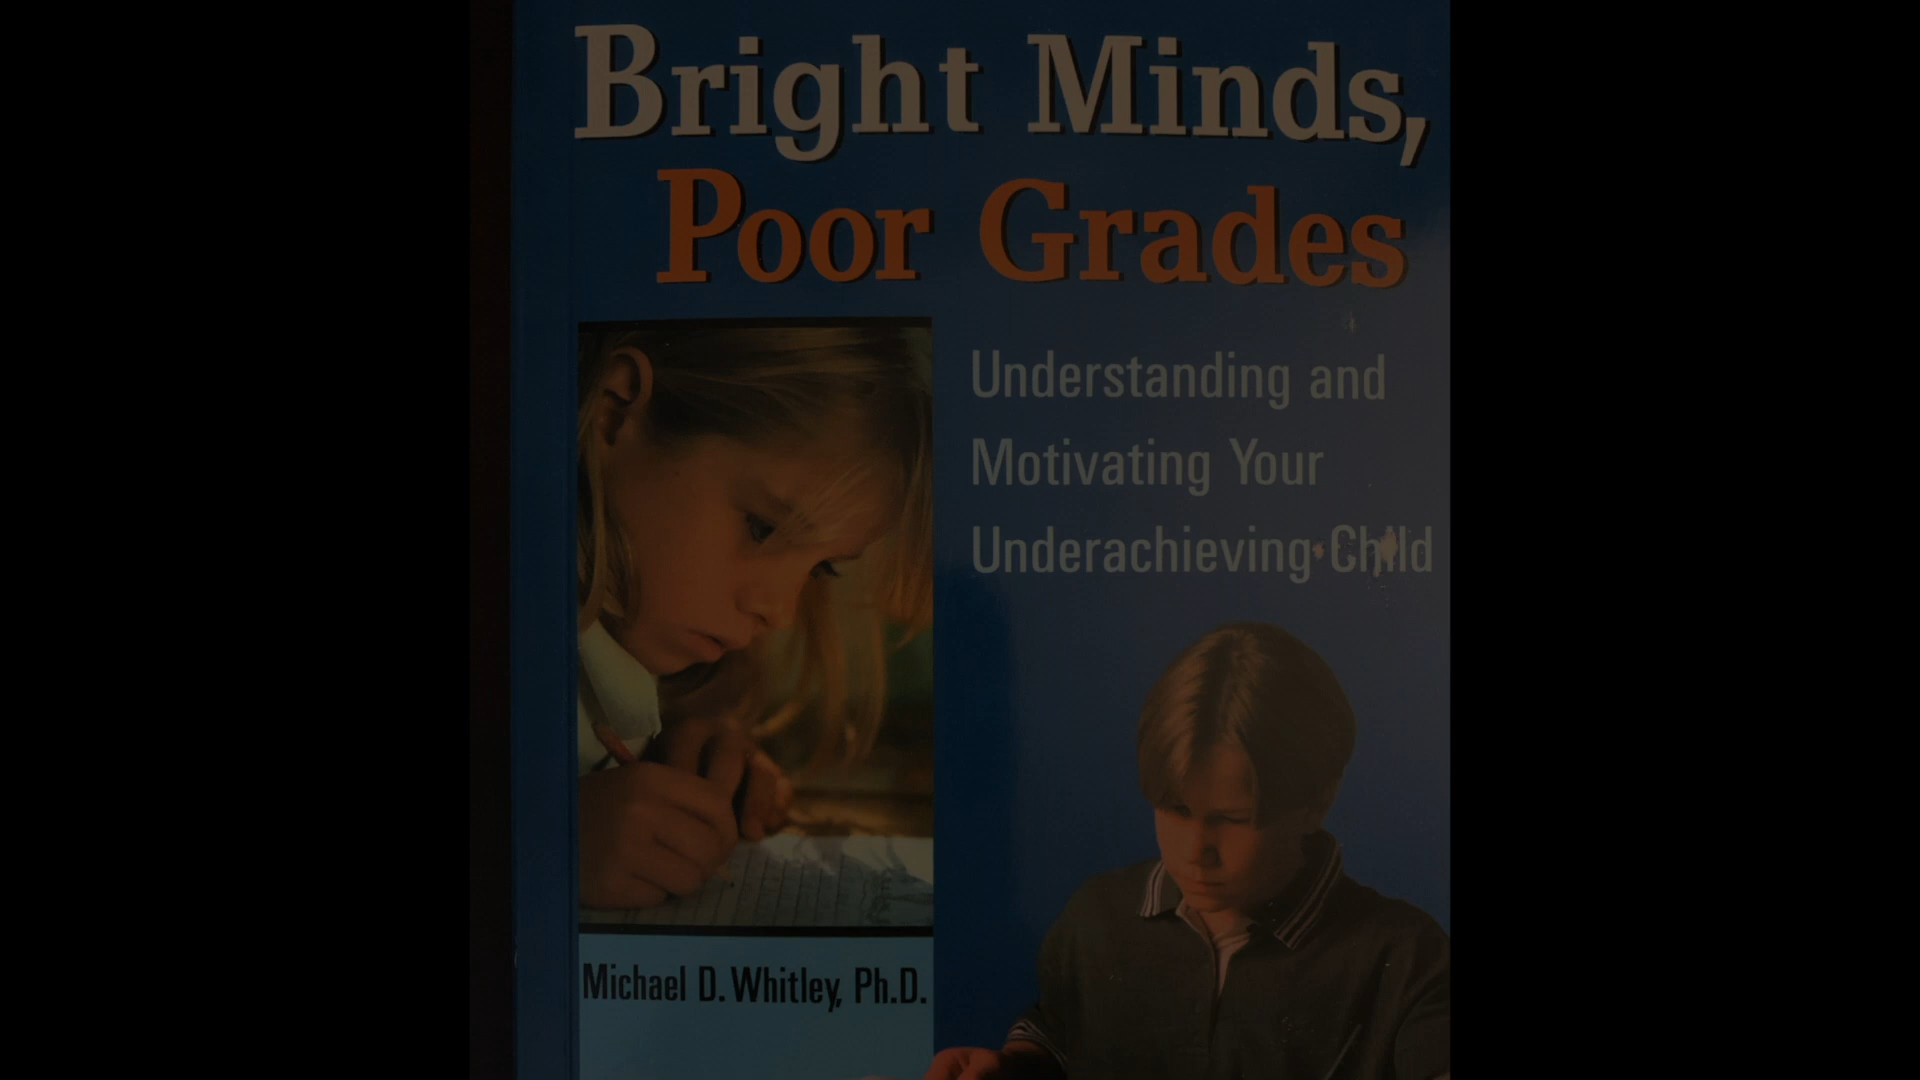 Bright Minds,
Poor Grades
Understanding and
Motivating Your
Underachieving Child
Michael D. Whitley, Ph.D.